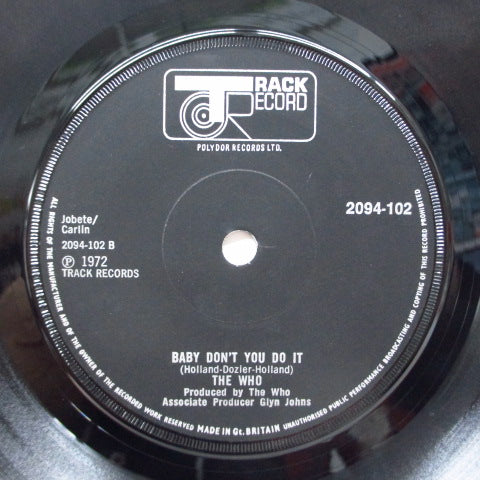 TRACK
RECORD
POLYDOR RECORDS LTD.
Jobete/
Carlin
2094-102 B
℗ 1972
TRACK RECORDS
2094-102
BABY DON'T YOU DO IT
(Holland-Dozier-Holland)
THE WHO
Produced by The Who
Associate Producer Glyn Johns
ALL RIGHTS OF THE MANUFACTURER AND OF THE OWNER OF THE RECORDED WORK RESERVED MADE IN Gt. BRITAIN UNAUTHORISED PUBLIC PERFORMANCE BROADCASTING AND COPYING OF THIS RECORD PROHIBITED